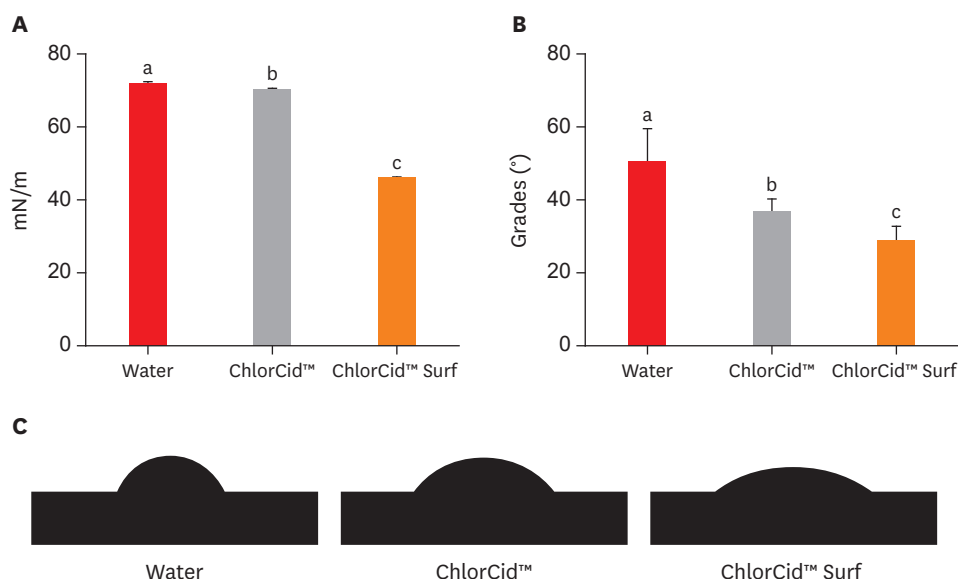 A
80
60
40
20
0
mN/m
a
b
c
Water
ChlorCid™
ChlorCid™ Surf
B
80
60
40
20
0
Grades (°)
a
b
c
Water
ChlorCid™
ChlorCid™ Surf
C
Water
ChlorCid™
ChlorCid™ Surf